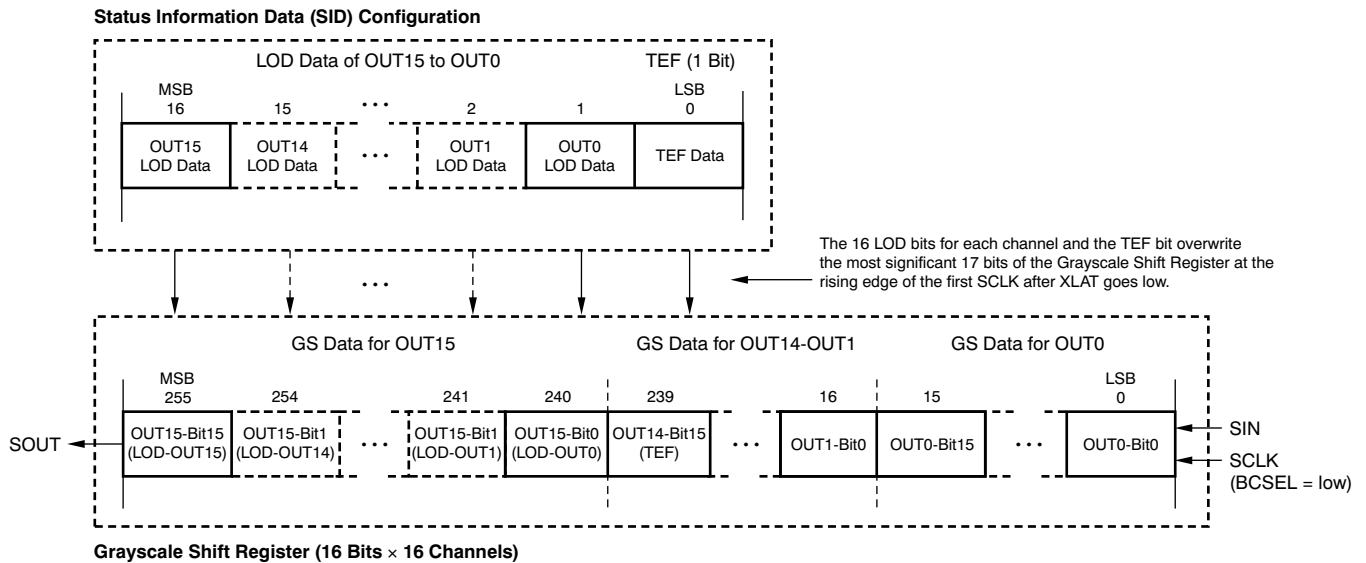 Status Information Data (SID) Configuration
LOD Data of OUT15 to OUT0
TEF (1 Bit)
MSB
LSB
16
15
• • •
2
1
0
OUT15
LOD Data
OUT14
LOD Data
• • •
OUT1
LOD Data
OUT0
LOD Data
TEF Data
The 16 LOD bits for each channel and the TEF bit overwrite
the most significant 17 bits of the Grayscale Shift Register at the
rising edge of the first SCLK after XLAT goes low.
• • •
GS Data for OUT15
GS Data for OUT14-OUT1
GS Data for OUT0
MSB
LSB
255
254
241
240
239
16
15
0
SOUT
OUT15-Bit15
(LOD-OUT15)
OUT15-Bit1
(LOD-OUT14)
• • •
OUT15-Bit1
(LOD-OUT1)
OUT15-Bit0
(LOD-OUT0)
OUT14-Bit15
(TEF)
• • •
OUT1-Bit0
OUT0-Bit15
• • •
OUT0-Bit0
SIN
SCLK
(BCSEL = low)
Grayscale Shift Register (16 Bits × 16 Channels)